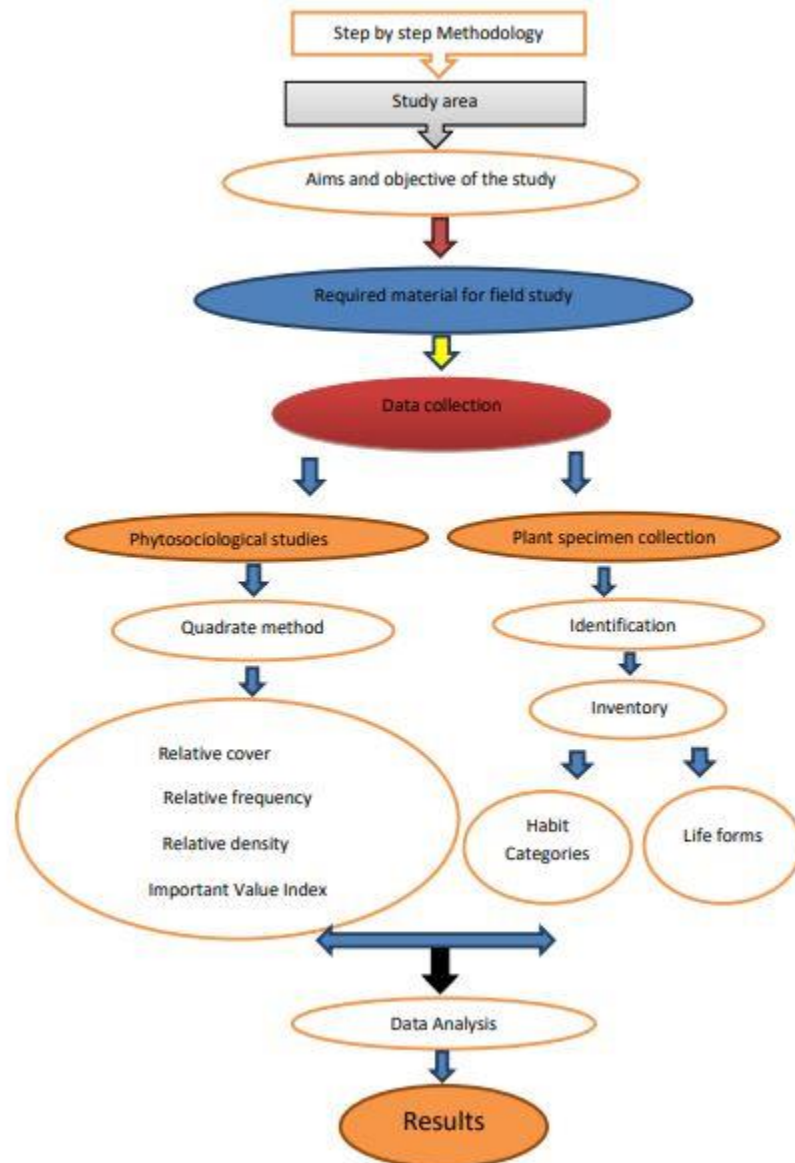 Step by step Methodology
Study area
Aims and objective of the study
Required material for field study
Data collection
Phytosociological studies
Plant specimen collection
Quadrate method
Identification
Inventory
Relative cover
Relative frequency
Relative density
Important Value Index
Habit
Categories
Life forms
Data Analysis
Results